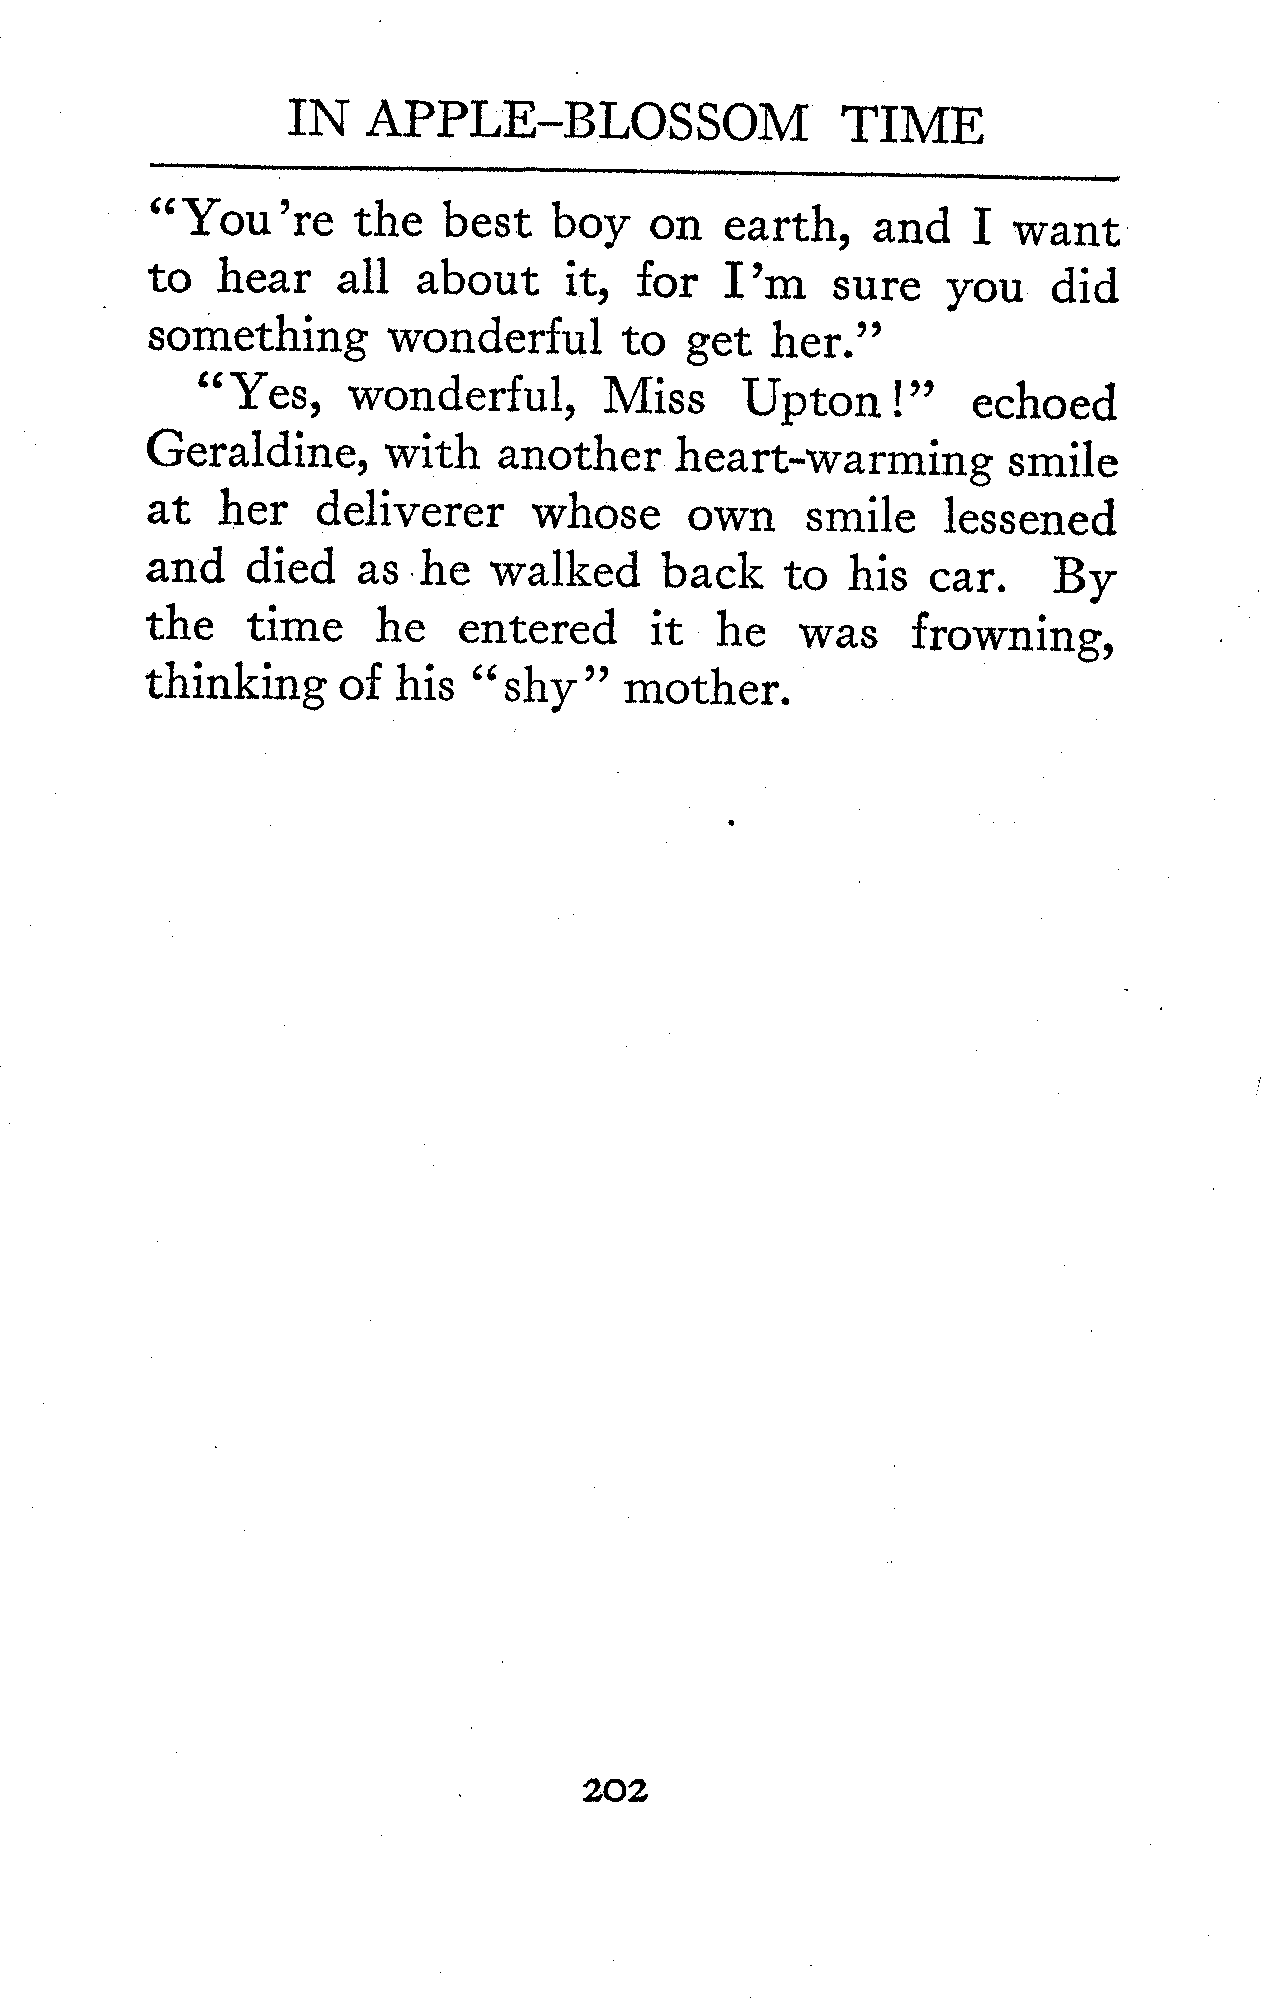 IN APPLE-BLOSSOM TIME
“You're the best boy on earth, and I want
to hear all about it, for I'm sure you did
something wonderful to get her.”
“Yes, wonderful, Miss Upton!” echoed
Geraldine, with another heart-warming smile
at her deliverer whose own smile lessened
and died as he walked back to his car. By
the time he entered it he was frowning,
thinking of his “shy” mother.
202